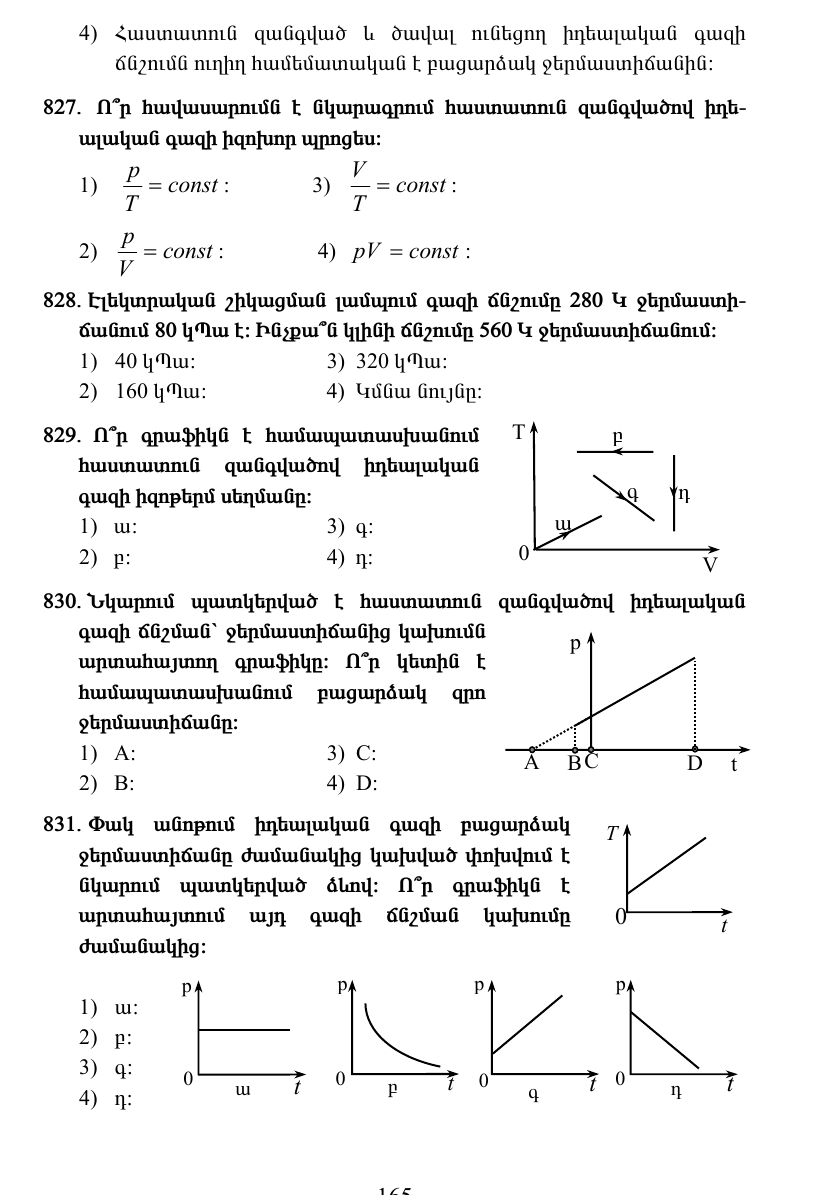 4) Հաստատուն զանգված և ծավալ ունեցող իդեալական գազի
ճնշումն ուղիղ համեմատական է բացարձակ ջերմաստիճանին:
827. Ո՞ր հավասարումն է նկարագրում հաստատուն զանգվածով իդե-
ալական գազի իզոխոր պրոցես:
1) p/T = const : 3) V/T = const :
2) p/V = const : 4) pV = const :
828. Էլեկտրական շիկացման լամպում գազի ճնշումը 280 Կ ջերմաստի-
ճանում 80 կՊա է: Ինչքա՞ն կլինի ճնշումը 560 Կ ջերմաստիճանում:
1) 40 կՊա: 3) 320 կՊա:
2) 160 կՊա: 4) Կմնա նույնը:
829. Ո՞ր գրաֆիկն է համապատասխանում
հաստատուն զանգվածով իդեալական
գազի իզոթերմ սեղմանը:
1) ա: 3) գ:
2) բ: 4) դ:
T
բ
գ դ
ա
0
V
830. Նկարում պատկերված է հաստատուն զանգվածով իդեալական
գազի ճնշման՝ ջերմաստիճանից կախումն
արտահայտող գրաֆիկը: Ո՞ր կետին է
համապատասխանում բացարձակ զրո
ջերմաստիճանը:
1) A: 3) C:
2) B: 4) D:
p
A B C D t
831. Փակ անոթում իդեալական գազի բացարձակ
ջերմաստիճանը ժամանակից կախված փոխվում է
նկարում պատկերված ձևով: Ո՞ր գրաֆիկն է
արտահայտում այդ գազի ճնշման կախումը
ժամանակից:
T
0
t
1) ա:
2) բ:
3) գ:
4) դ:
p p p p
0 t 0 t 0 t 0 t
ա բ գ դ
165